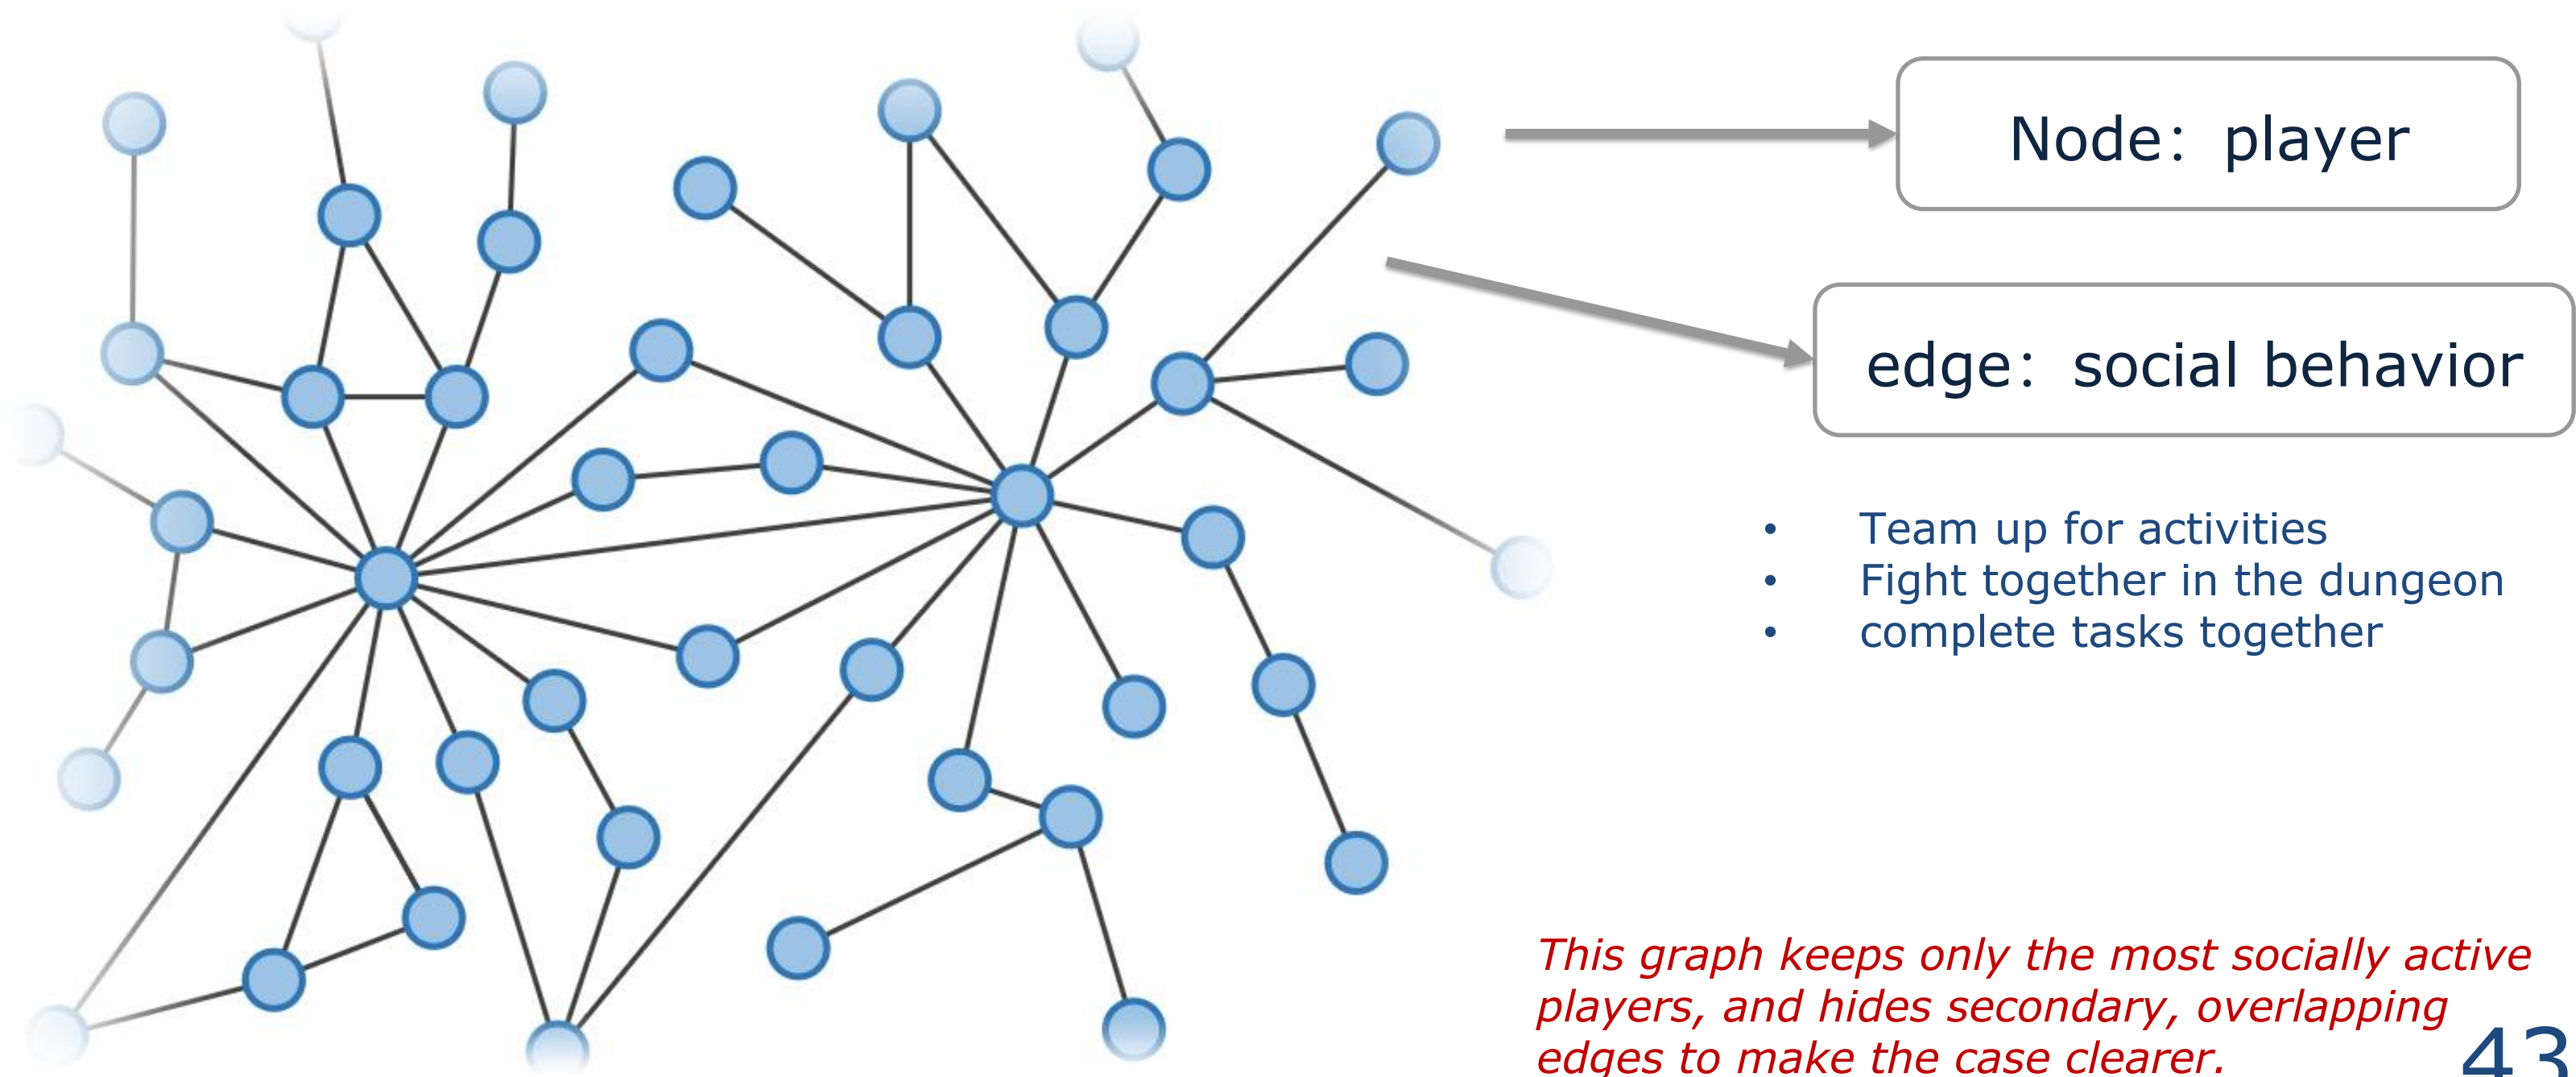 Node: player
edge: social behavior
• Team up for activities
• Fight together in the dungeon
• complete tasks together
This graph keeps only the most socially active
players, and hides secondary, overlapping
edges to make the case clearer.
43